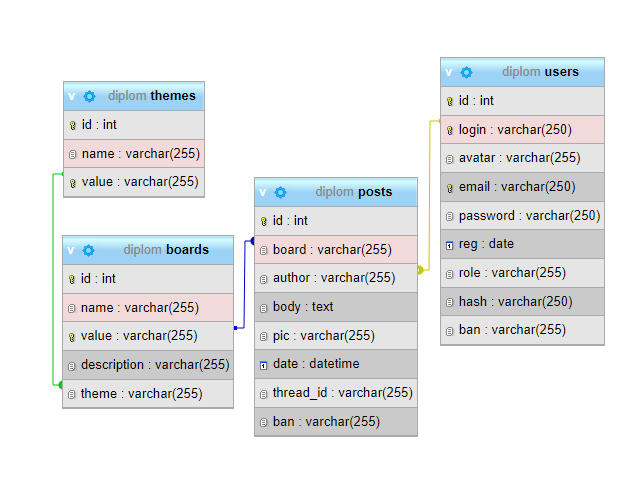 diplom themes
id : int
name : varchar(255)
value : varchar(255)
diplom boards
id : int
name : varchar(255)
value : varchar(255)
description : varchar(255)
theme : varchar(255)
diplom posts
id : int
board : varchar(255)
author : varchar(255)
body : text
pic : varchar(255)
date : datetime
thread_id : varchar(255)
ban : varchar(255)
diplom users
id : int
login : varchar(250)
avatar : varchar(255)
email : varchar(250)
password : varchar(250)
reg : date
role : varchar(255)
hash : varchar(250)
ban : varchar(255)